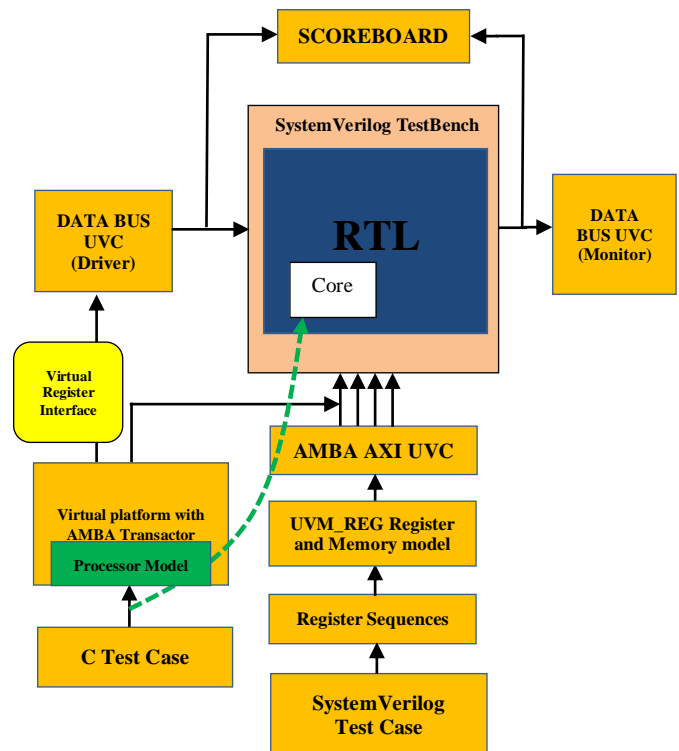 SCOREBOARD
SystemVerilog TestBench
DATA BUS
UVC
(Driver)
RTL
Core
DATA
BUS UVC
(Monitor)
Virtual
Register
Interface
AMBA AXI UVC
Virtual platform with
AMBA Transactor
Processor Model
UVM_REG Register
and Memory model
Register Sequences
C Test Case
SystemVerilog
Test Case